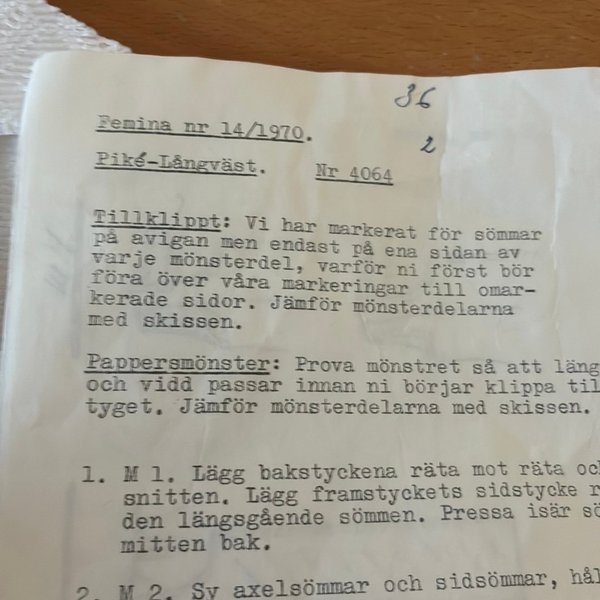 36
Femina nr 14/1970.
2
Piké-Långväst. Nr 4064
Tillklippt: Vi har markerat för sömmar
på avigan men endast på ena sidan av
varje mönsterdel, varför ni först bör
föra över våra markeringar till omar-
kerade sidor. Jämför mönsterdelarna
med skissen.
Pappersmönster: Prova mönstret så att läng
och vidd passar innan ni börjar klippa til
tyget. Jämför mönsterdelarna med skissen.
1. M 1. Lägg bakstyckena räta mot räta oc
snitten. Lägg framstyckets sidstycke r
den längsgående sömmen. Pressa isär sö
mitten bak.
2. M 2. Sy axelsömmar och sidsömmar, hål